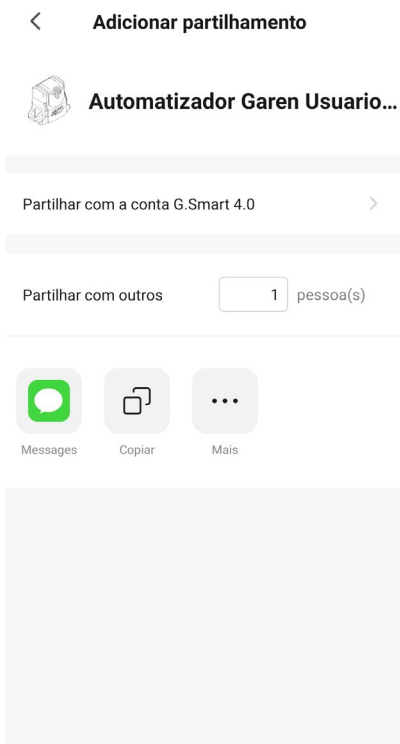 Adicionar partilhamento
Automatizador Garen Usuario...
Partilhar com a conta G.Smart 4.0
Partilhar com outros 1 pessoa(s)
Messages Copiar Mais